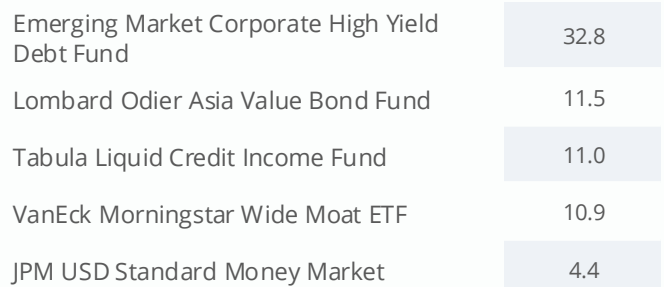 Emerging Market Corporate High Yield
Debt Fund
32.8
Lombard Odier Asia Value Bond Fund 11.5
Tabula Liquid Credit Income Fund 11.0
VanEck Morningstar Wide Moat ETF 10.9
JPM USD Standard Money Market 4.4